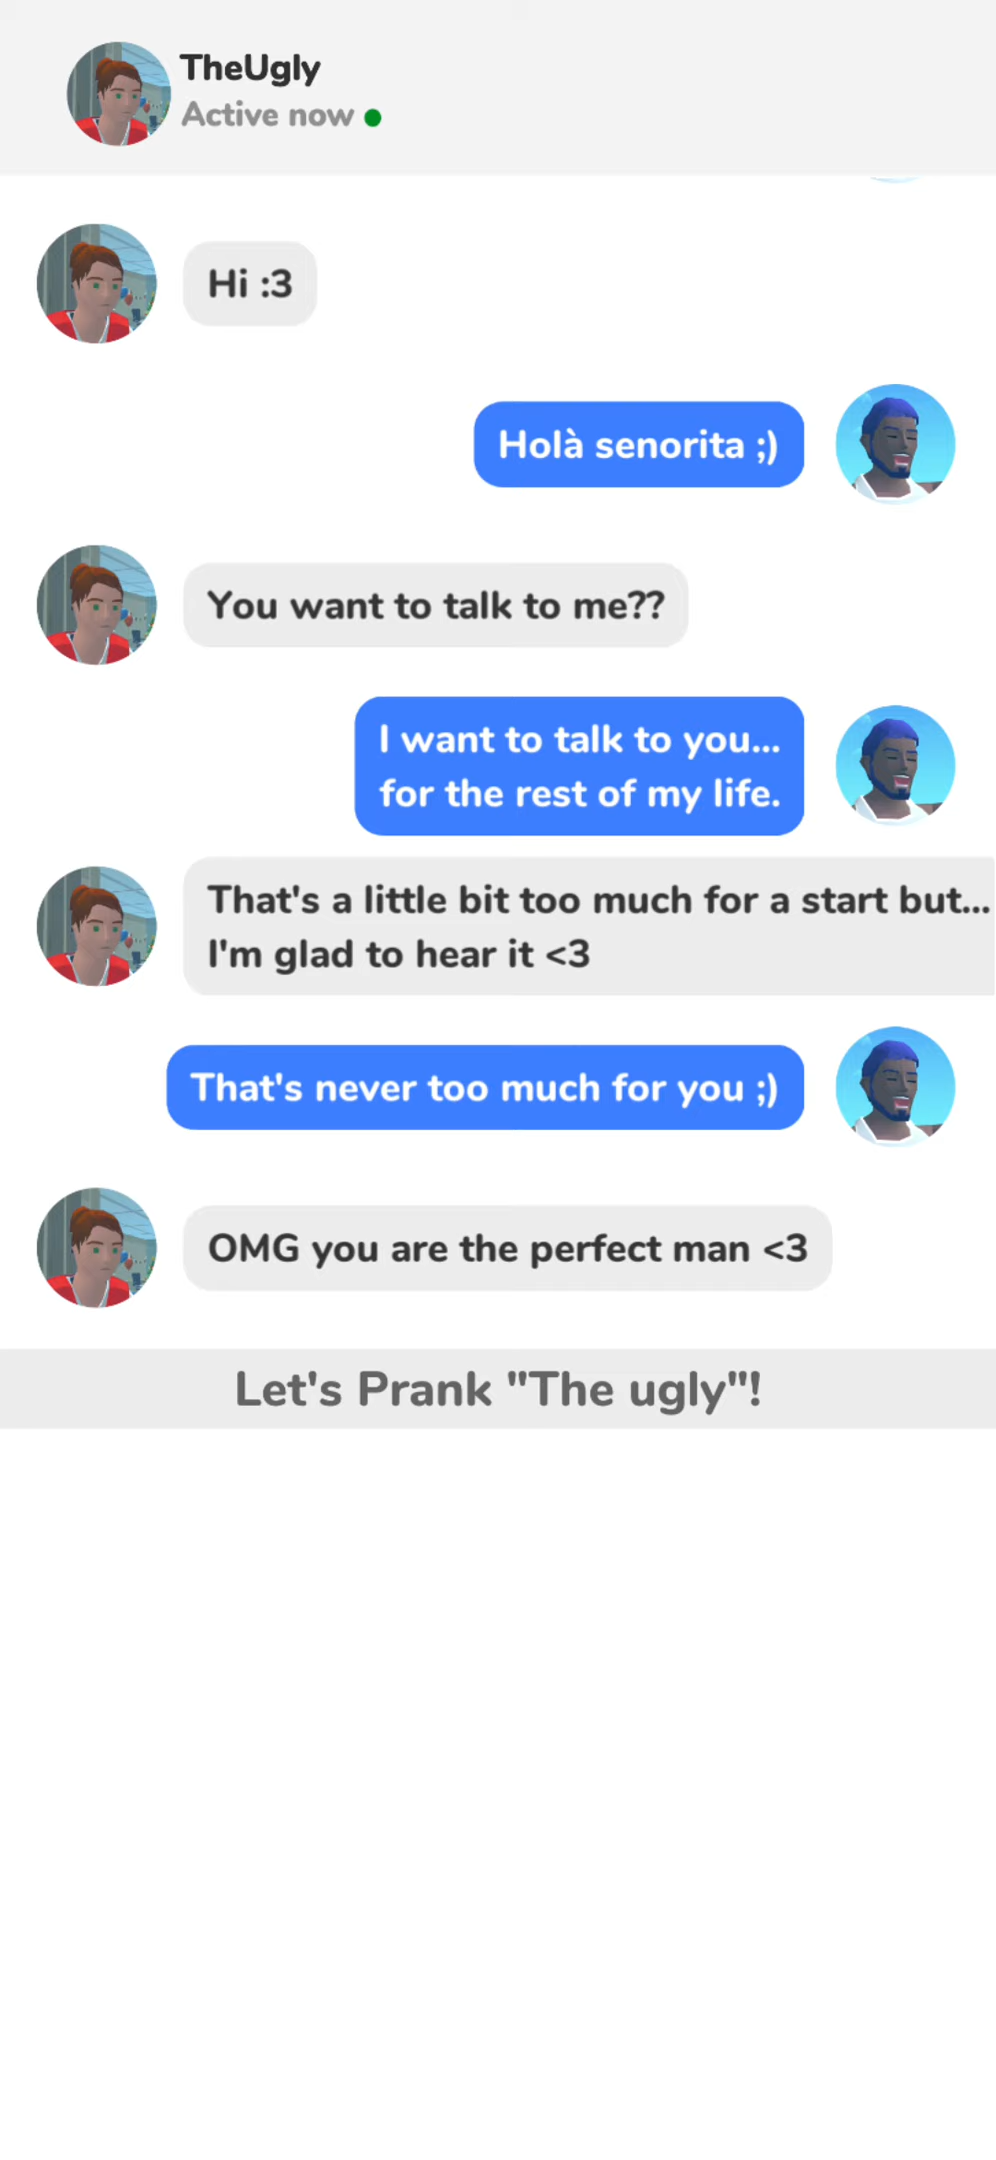 TheUgly
Active now
Hi :3
Holà senorita ;)
You want to talk to me??
I want to talk to you...
for the rest of my life.
That's a little bit too much for a start but...
I'm glad to hear it <3
That's never too much for you ;)
OMG you are the perfect man <3
Let's Prank "The ugly"!